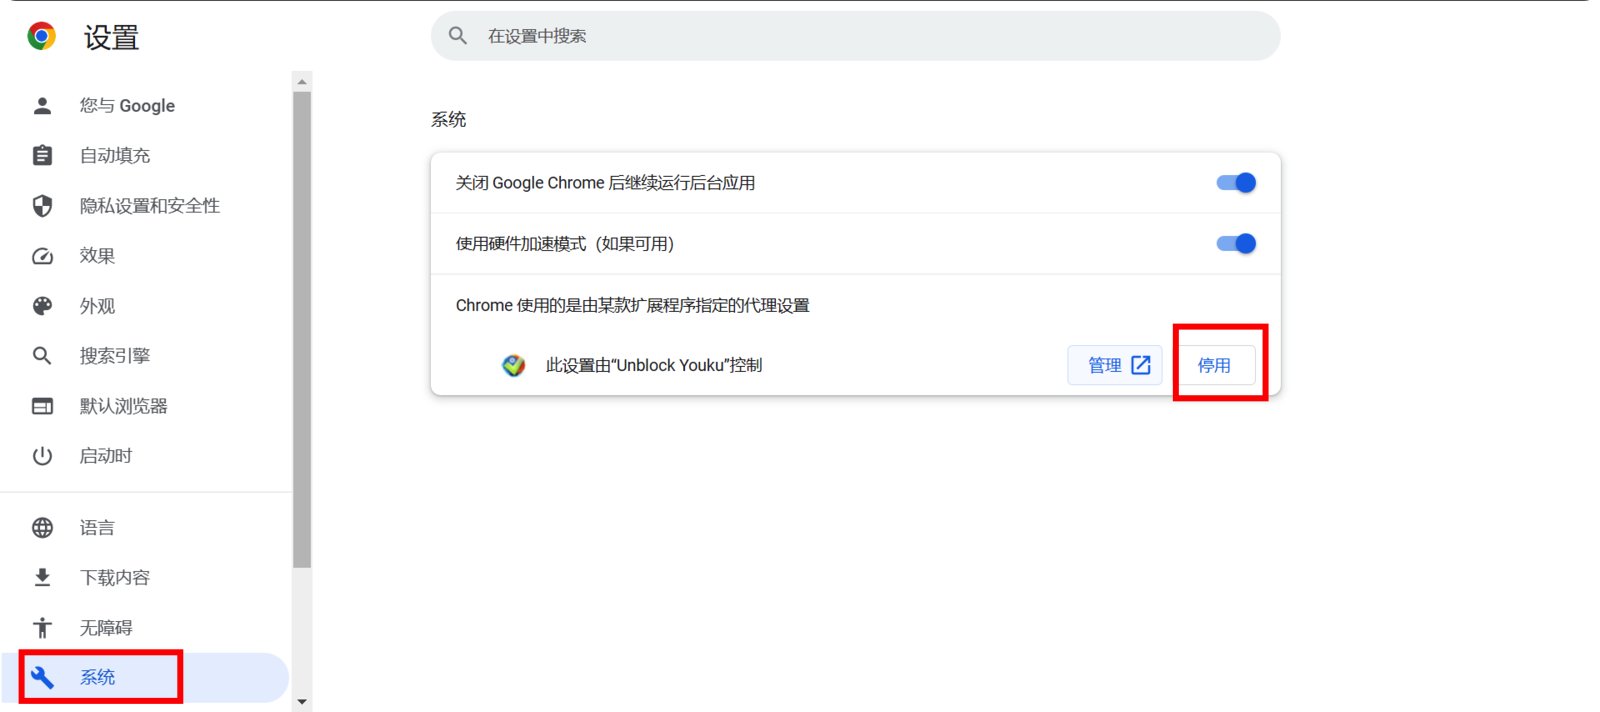 设置
在设置中搜索
您与 Google
自动填充
隐私设置和安全性
效果
外观
搜索引擎
默认浏览器
启动时
语言
下载内容
无障碍
系统
系统
关闭 Google Chrome 后继续运行后台应用
使用硬件加速模式（如果可用）
Chrome 使用的是由某款扩展程序指定的代理设置
此设置由“Unblock Youku”控制
管理
停用